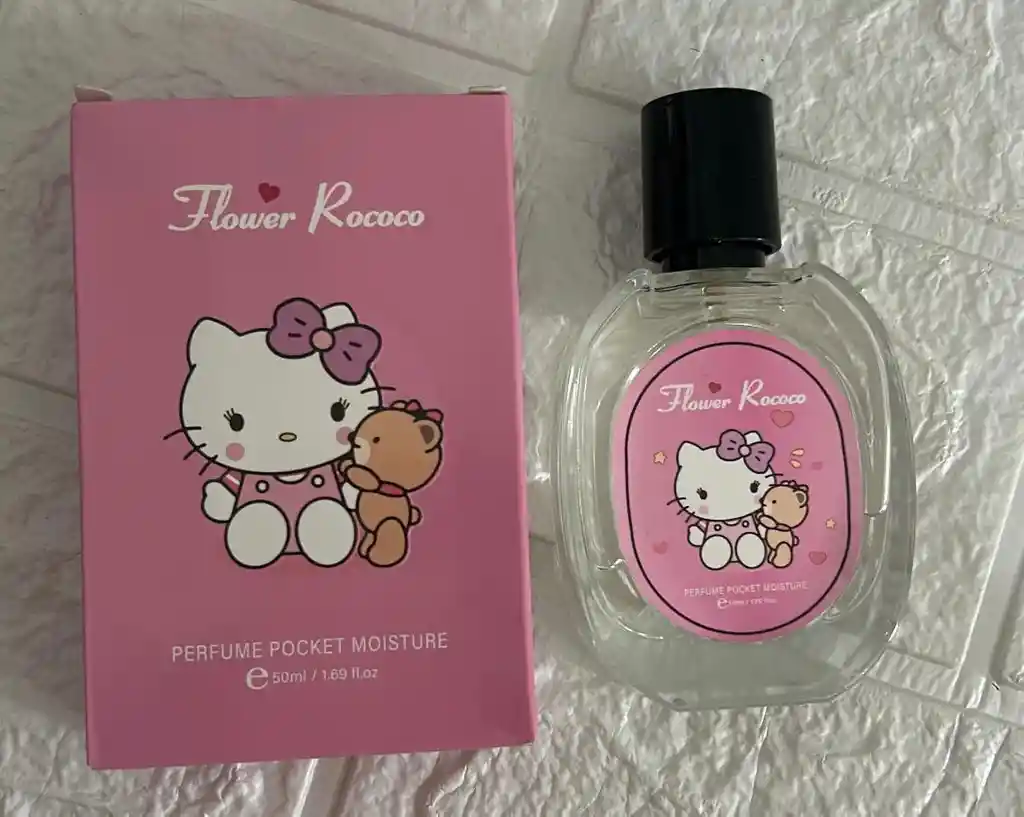 Flower Rococo
PERFUME POCKET MOISTURE
e 50ml / 1.69 fl.oz
Flower Rococo
PERFUME POCKET MOISTURE